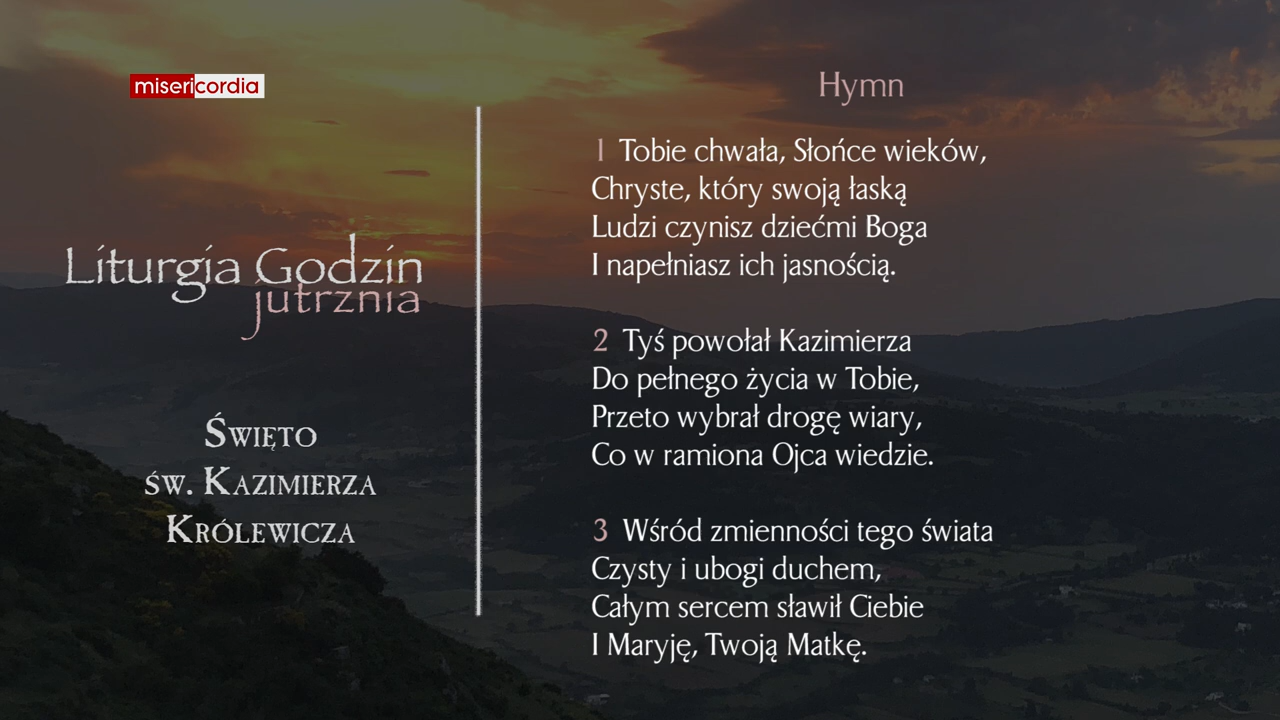 misericordia
Liturgia Godzin
jutrznia
Święto
św. Kazimierza
Królewicza
Hymn
1 Tobie chwała, Słońce wieków,
Chryste, który swoją łaską
Ludzi czynisz dziećmi Boga
I napełniasz ich jasnością.
2 Tyś powołał Kazimierza
Do pełnego życia w Tobie,
Przeto wybrał drogę wiary,
Co w ramiona Ojca wiedzie.
3 Wśród zmienności tego świata
Czysty i ubogi duchem,
Całym sercem sławił Ciebie
I Maryję, Twoją Matkę.